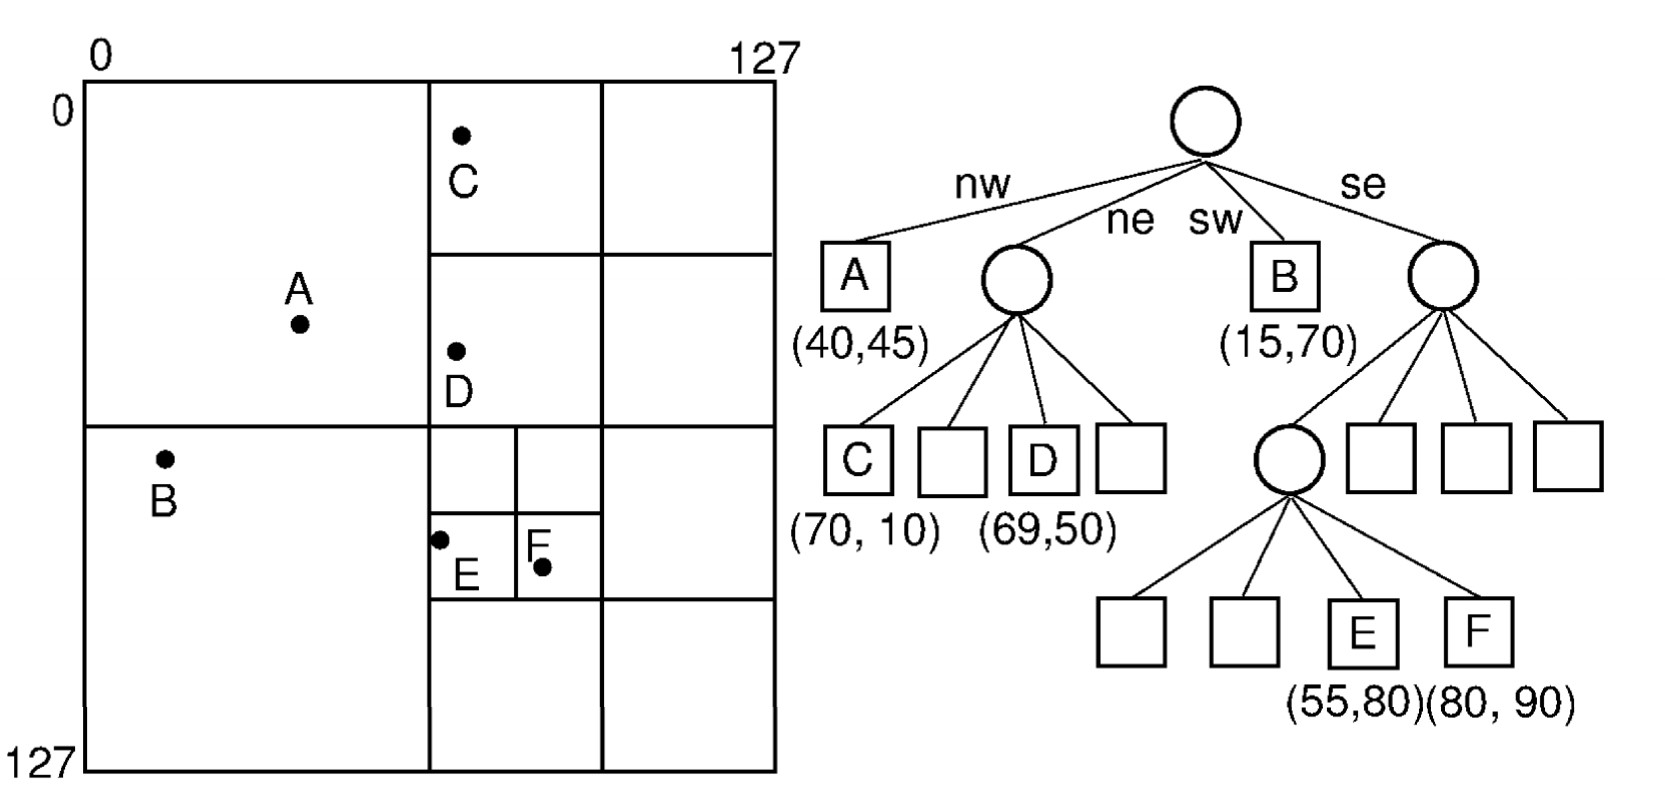 0
127
0
C
A
D
B
E
F
127
nw
ne
sw
se
A
B
(40,45)
(15,70)
C
D
(70, 10)
(69,50)
E
F
(55,80)
(80, 90)